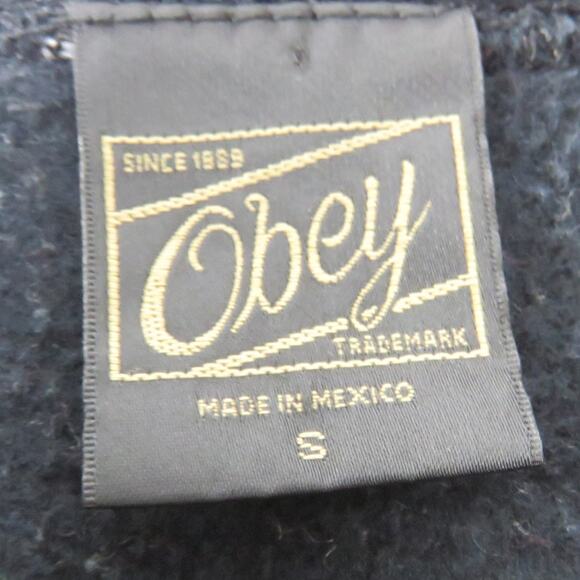 SINCE 1989
Obey
TRADEMARK
MADE IN MEXICO
S